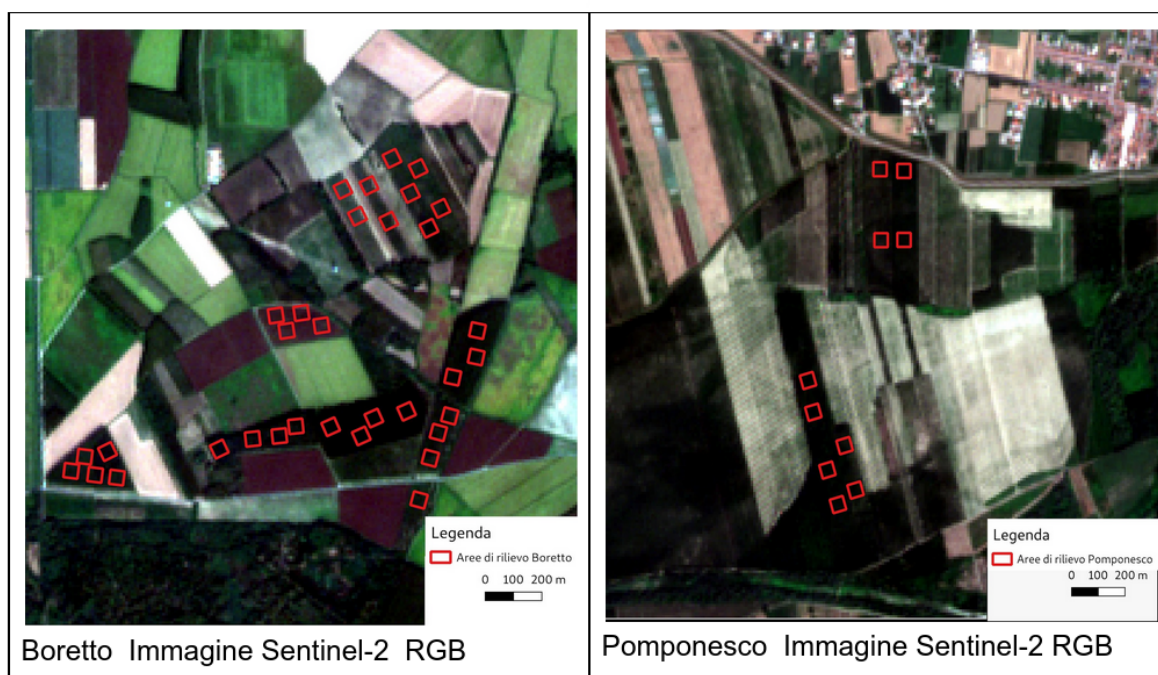 Legenda
Aree di rilievo Boretto
0 100 200 m
Boretto Immagine Sentinel-2 RGB
Legenda
Aree di rilievo Pomponesco
0 100 200 m
Pomponesco Immagine Sentinel-2 RGB